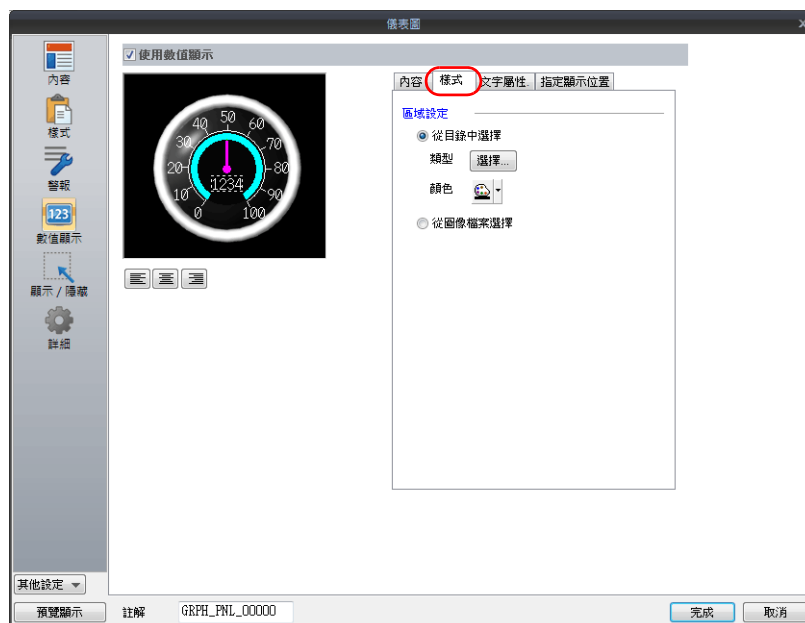 儀表圖
內容
樣式
警報
123
數值顯示
顯示 / 隱藏
詳細
其他設定
預覽顯示
使用數值顯示
0
10
20
30
40
50
60
70
80
90
100
1234
內容
樣式
文字屬性.
指定顯示位置
區域設定
從目錄中選擇
類型
選擇...
顏色
從圖像檔案選擇
註解 GRPH_PNL_00000
完成
取消